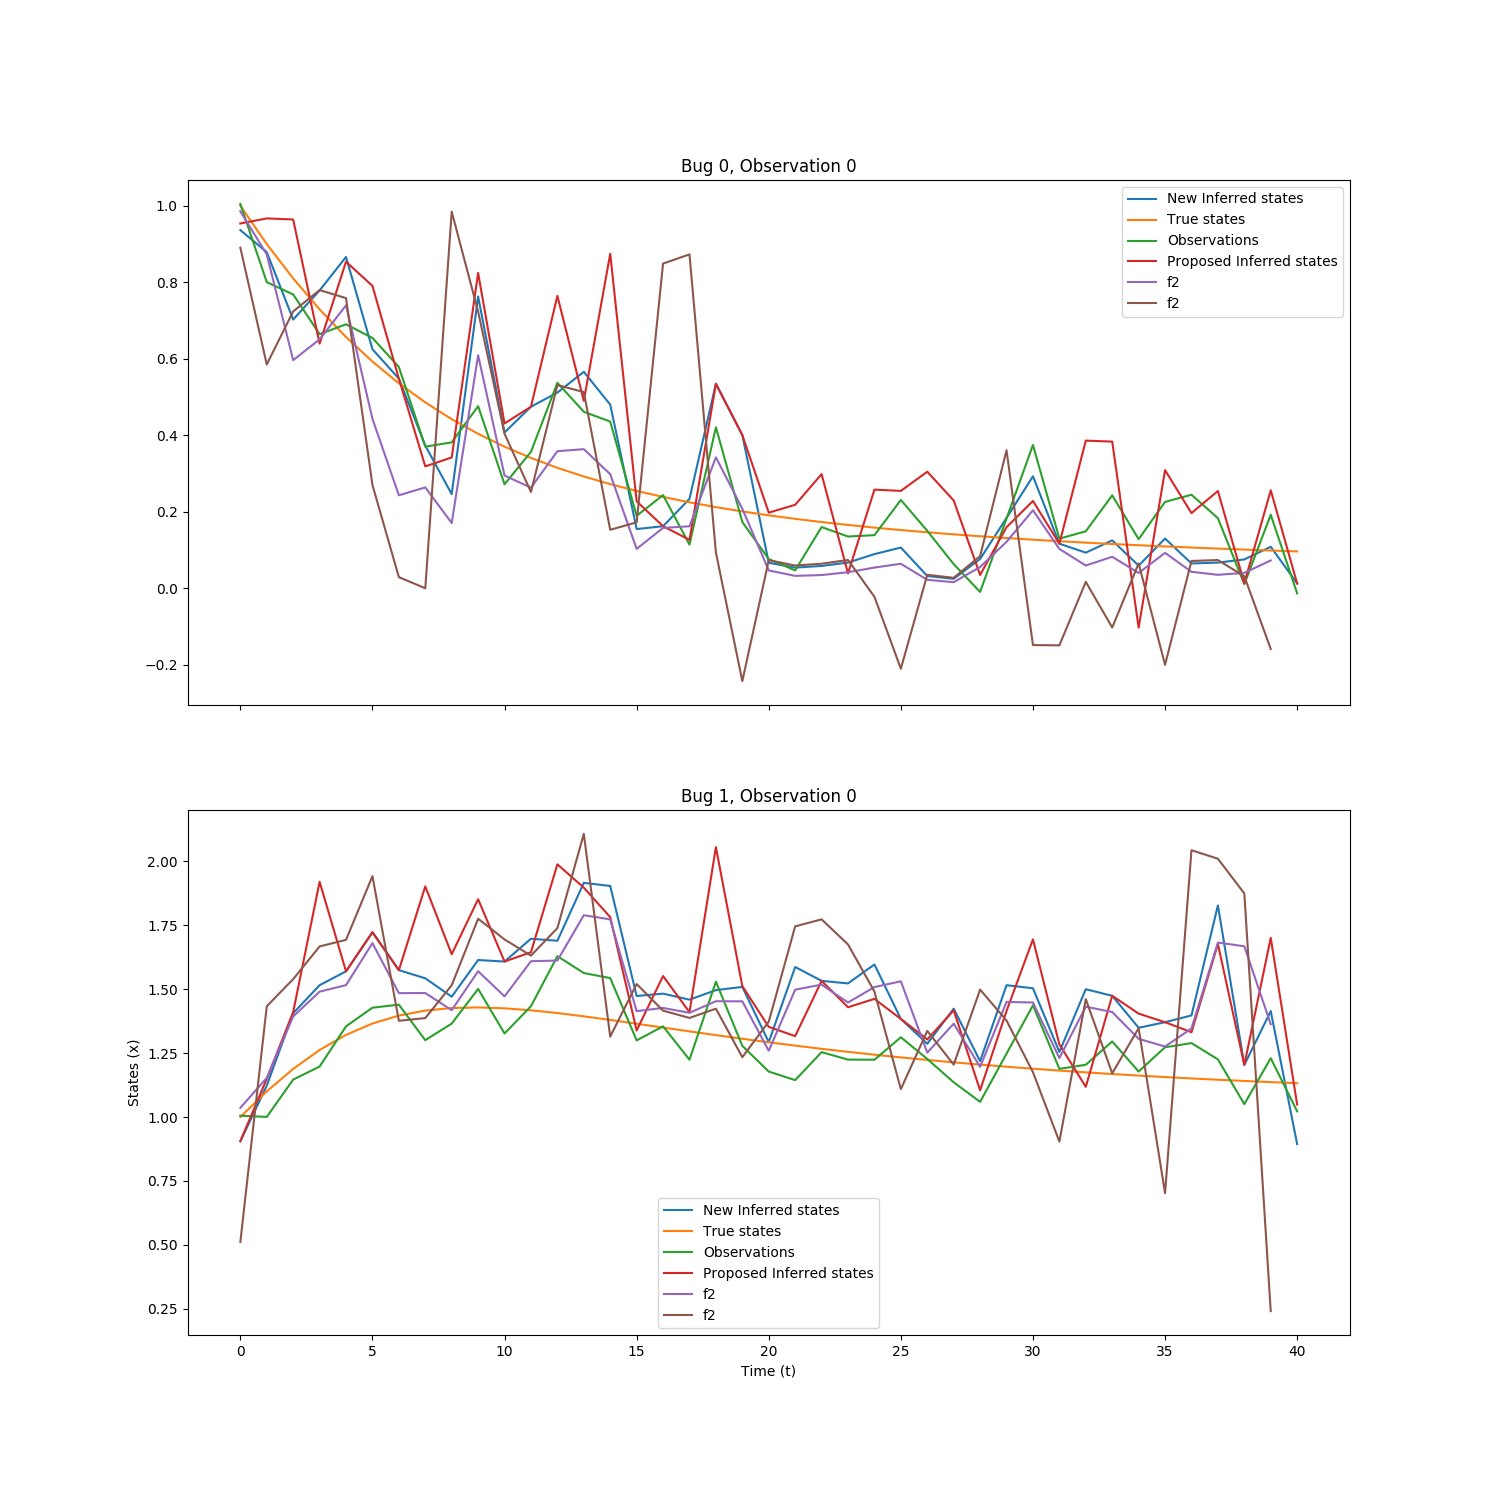 Bug 0, Observation 0
1.0
0.8
0.6
0.4
0.2
0.0
−0.2
New Inferred states
True states
Observations
Proposed Inferred states
f2
f2
Bug 1, Observation 0
States (x)
2.00
1.75
1.50
1.25
1.00
0.75
0.50
0.25
New Inferred states
True states
Observations
Proposed Inferred states
f2
f2
0 5 10 15 20 25 30 35 40
Time (t)